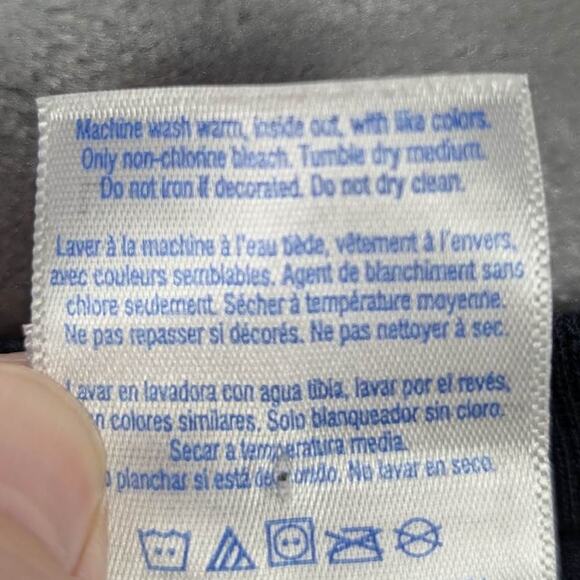 Machine wash warm, inside out, with like colors.
Only non-chlorine bleach. Tumble dry medium.
Do not iron if decorated. Do not dry clean.
Laver à la machine à l'eau tiède, vêtement à l'envers,
avec couleurs semblables. Agent de blanchiment sans
chlore seulement. Sécher à température moyenne.
Ne pas repasser si décorés. Ne pas nettoyer à sec.
Lavar en lavadora con agua tibia, lavar por el revés,
colores similares. Solo blanqueador sin cloro.
Secar a temperatura media.
planchar si está No lavar en seco.